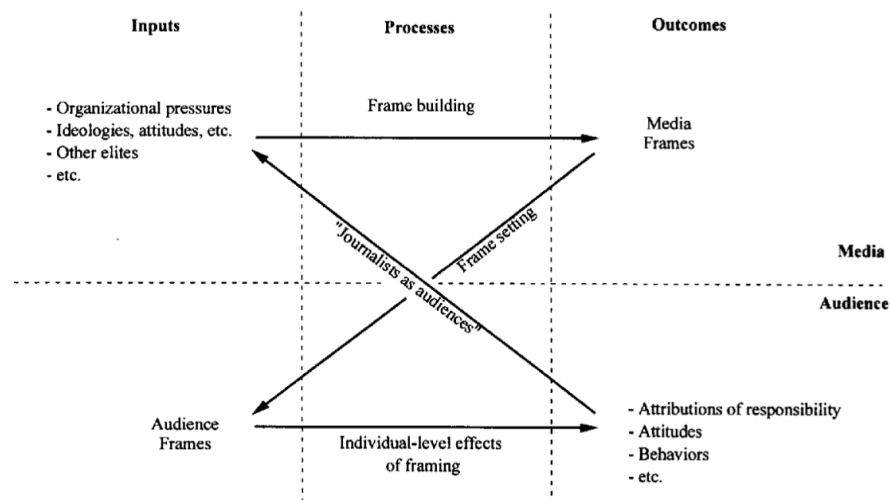 Inputs
Processes
Outcomes
- Organizational pressures
- Ideologies, attitudes, etc.
- Other elites
- etc.
Frame building
Media
Frames
"Journalists as audiences"
Frame setting
Media
Audience
Audience
Frames
Individual-level effects
of framing
- Attributions of responsibility
- Attitudes
- Behaviors
- etc.